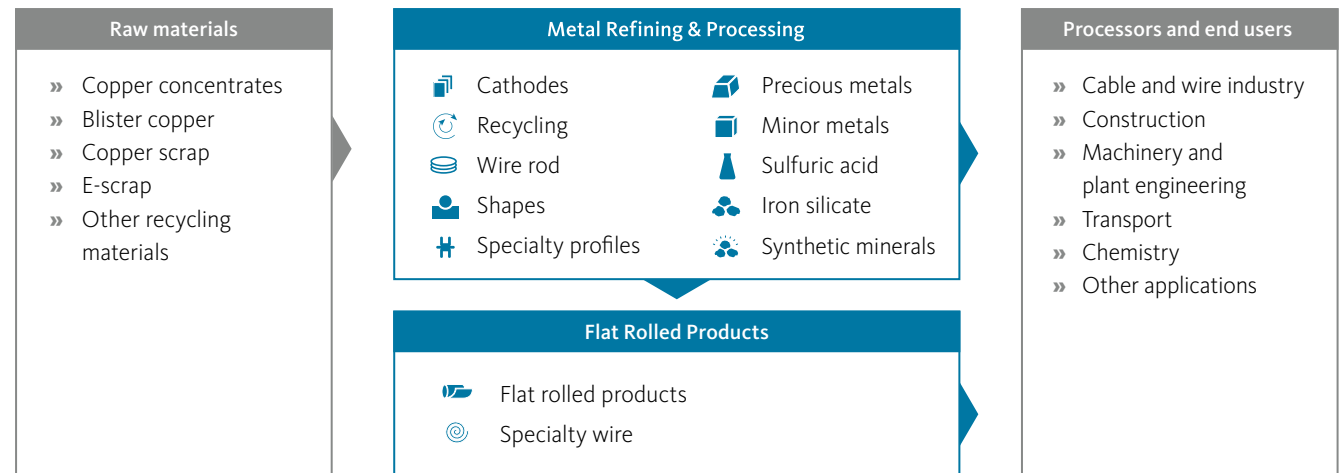 Raw materials
» Copper concentrates
» Blister copper
» Copper scrap
» E-scrap
» Other recycling
materials
Metal Refining & Processing
Cathodes
Recycling
Wire rod
Shapes
Specialty profiles
Precious metals
Minor metals
Sulfuric acid
Iron silicate
Synthetic minerals
Flat Rolled Products
Flat rolled products
Specialty wire
Processors and end users
» Cable and wire industry
» Construction
» Machinery and
plant engineering
» Transport
» Chemistry
» Other applications